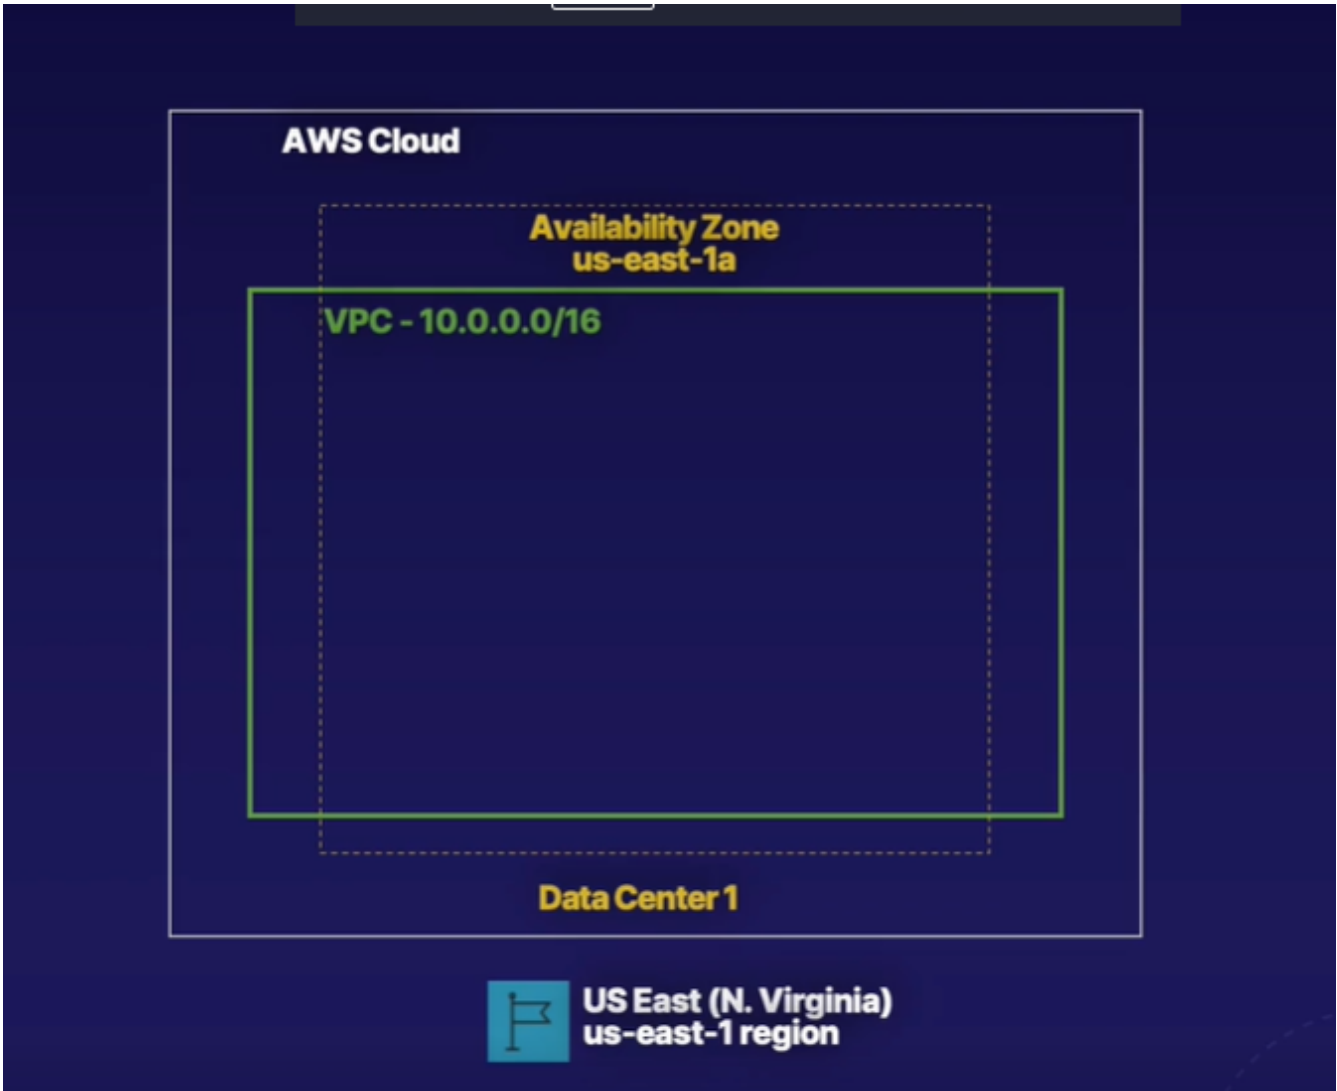 AWS Cloud
Availability Zone
us-east-1a
VPC - 10.0.0.0/16
Data Center 1
US East (N. Virginia)
us-east-1 region